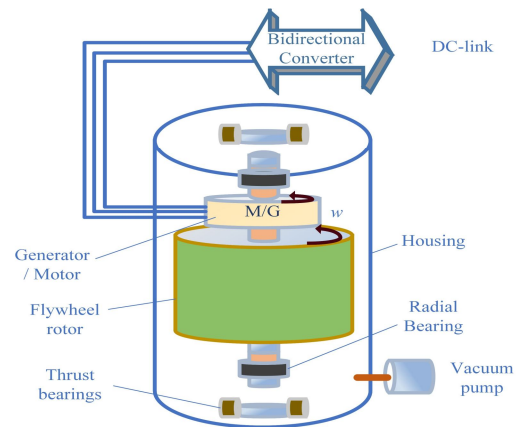 Bidirectional
Converter
DC-link
M/G
w
Generator
/ Motor
Housing
Flywheel
rotor
Radial
Bearing
Thrust
bearings
Vacuum
pump